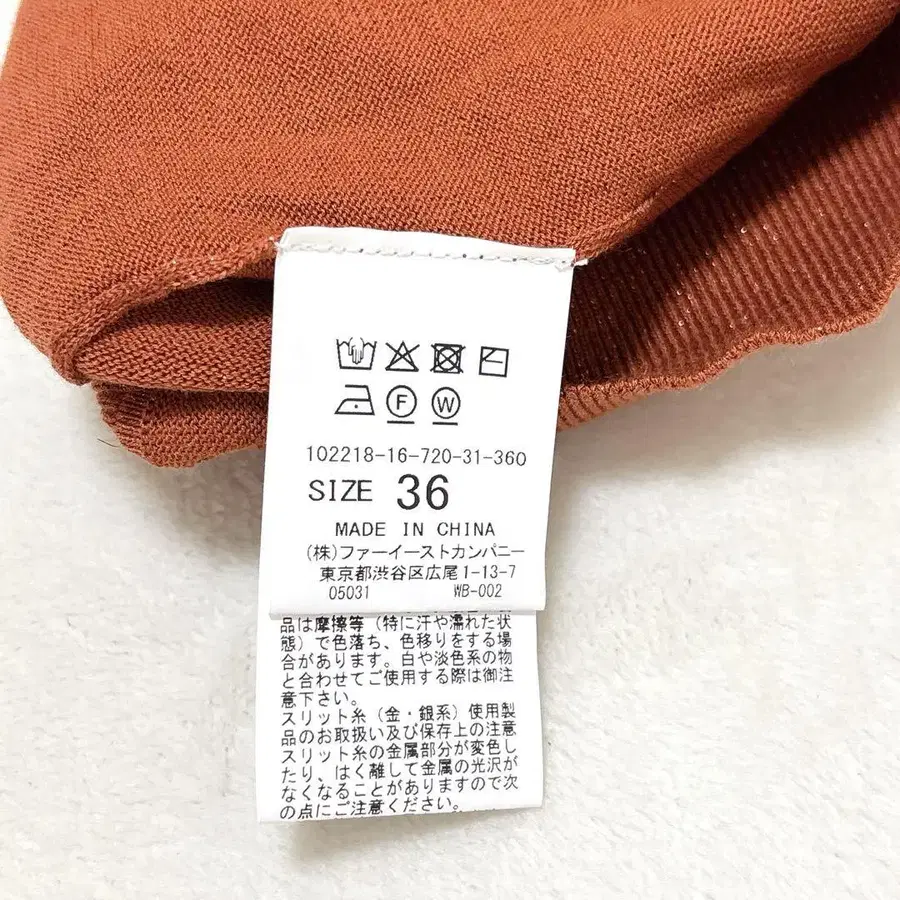 F W
102218-16-720-31-360
SIZE 36
MADE IN CHINA
(株)ファーイーストカンパニー
東京都渋谷区広尾1-13-7
05031 WB-002
品は摩擦等(特に汗や濡れた状
態)で色落ち、色移りをする場
合があります。白や淡色系の物
と合わせてご使用する際は御注
意下さい。
スリット糸(金・銀系)使用製
品のお取扱い及び保存上の注意
スリット糸の金属部分が変色し
たり、はく離して金属の光沢が
なくなることがありますので次
の点にご注意ください。